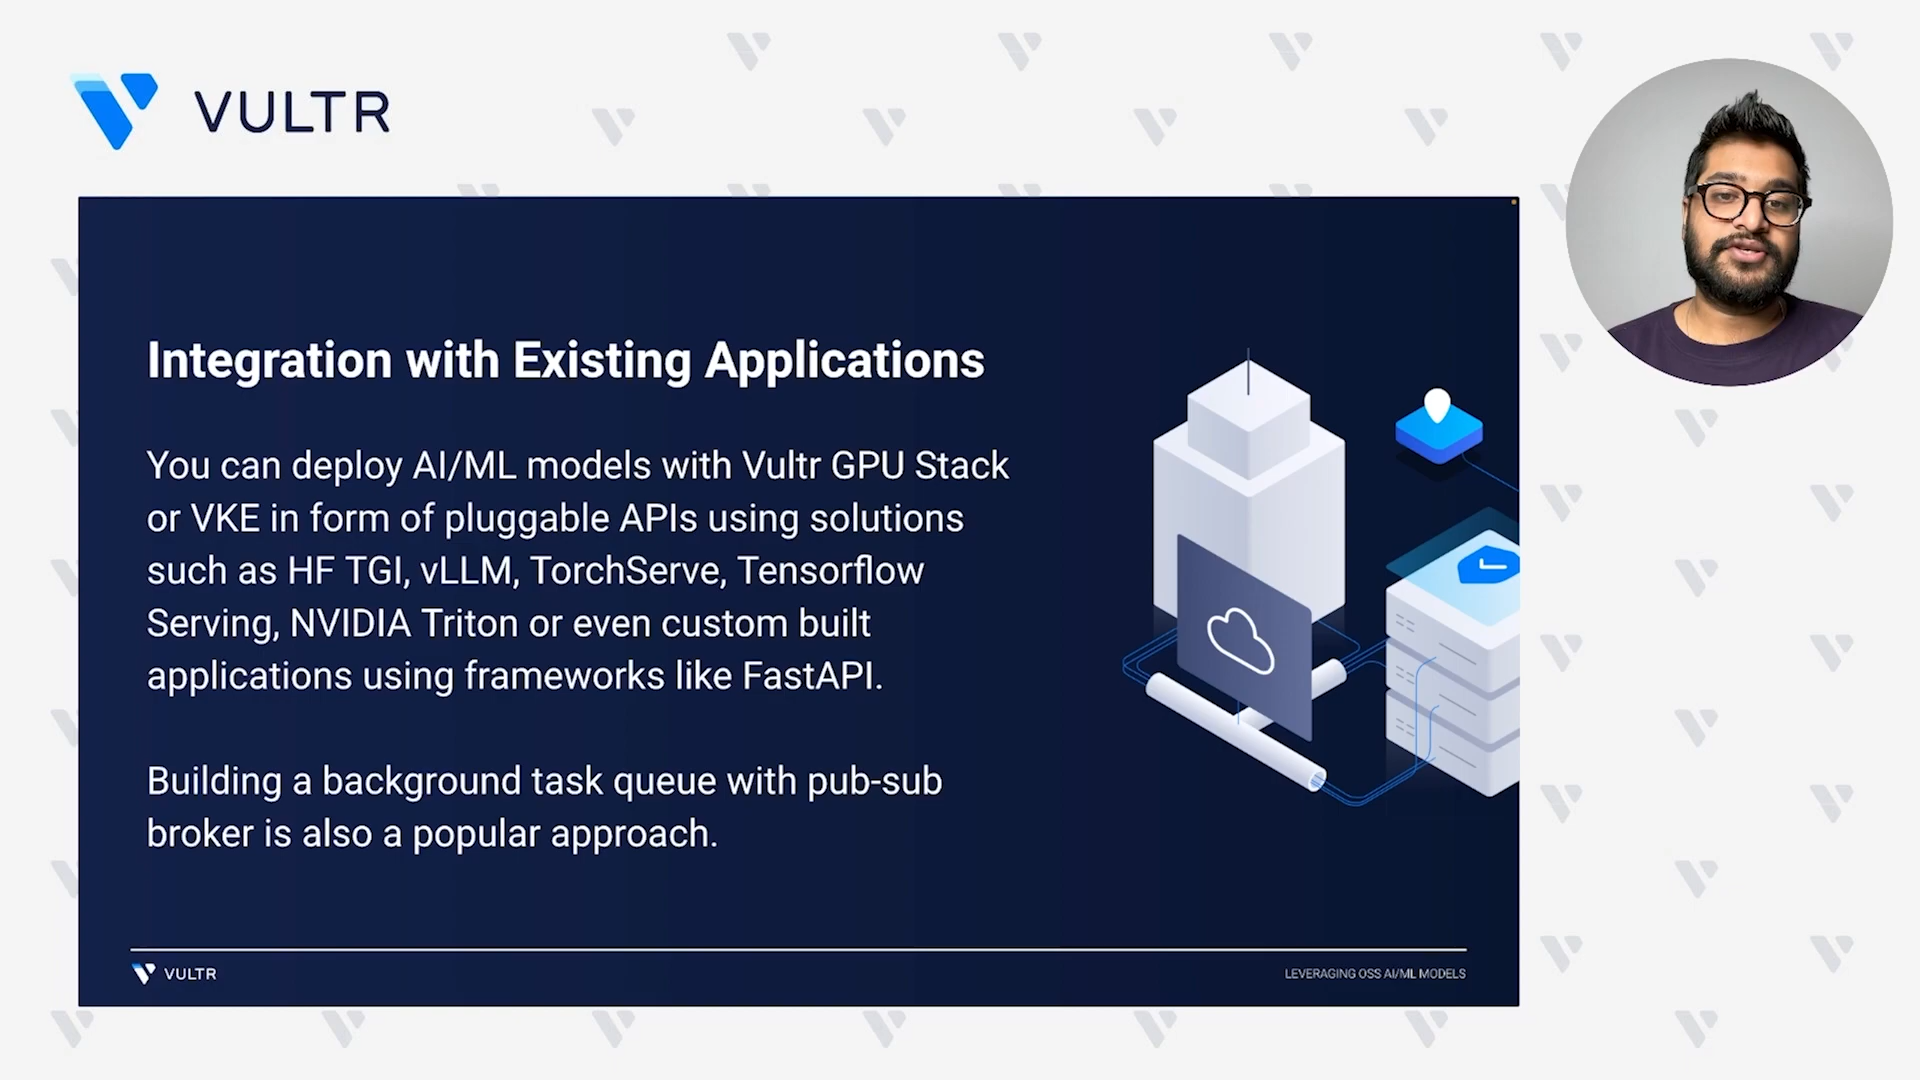 VULTR
Integration with Existing Applications
You can deploy AI/ML models with Vultr GPU Stack
or VKE in form of pluggable APIs using solutions
such as HF TGI, vLLM, TorchServe, Tensorflow
Serving, NVIDIA Triton or even custom built
applications using frameworks like FastAPI.
Building a background task queue with pub-sub
broker is also a popular approach.
VULTR
LEVERAGING OSS AI/ML MODELS